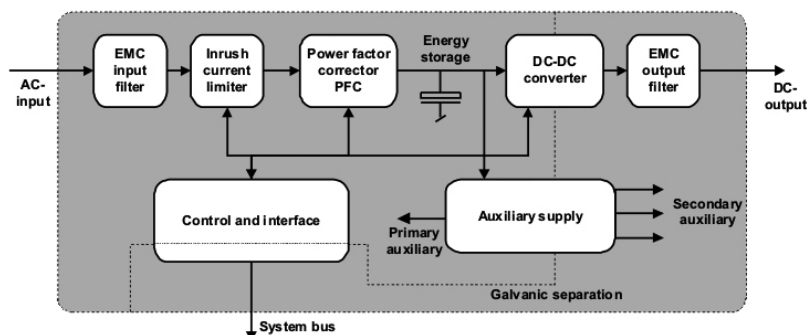 EMC
input
filter
Inrush
current
limiter
Power factor
corrector
PFC
Energy
storage
DC-DC
converter
EMC
output
filter
AC-
input
DC-
output
Control and interface
Auxiliary supply
Primary
auxiliary
Secondary
auxiliary
Galvanic separation
System bus